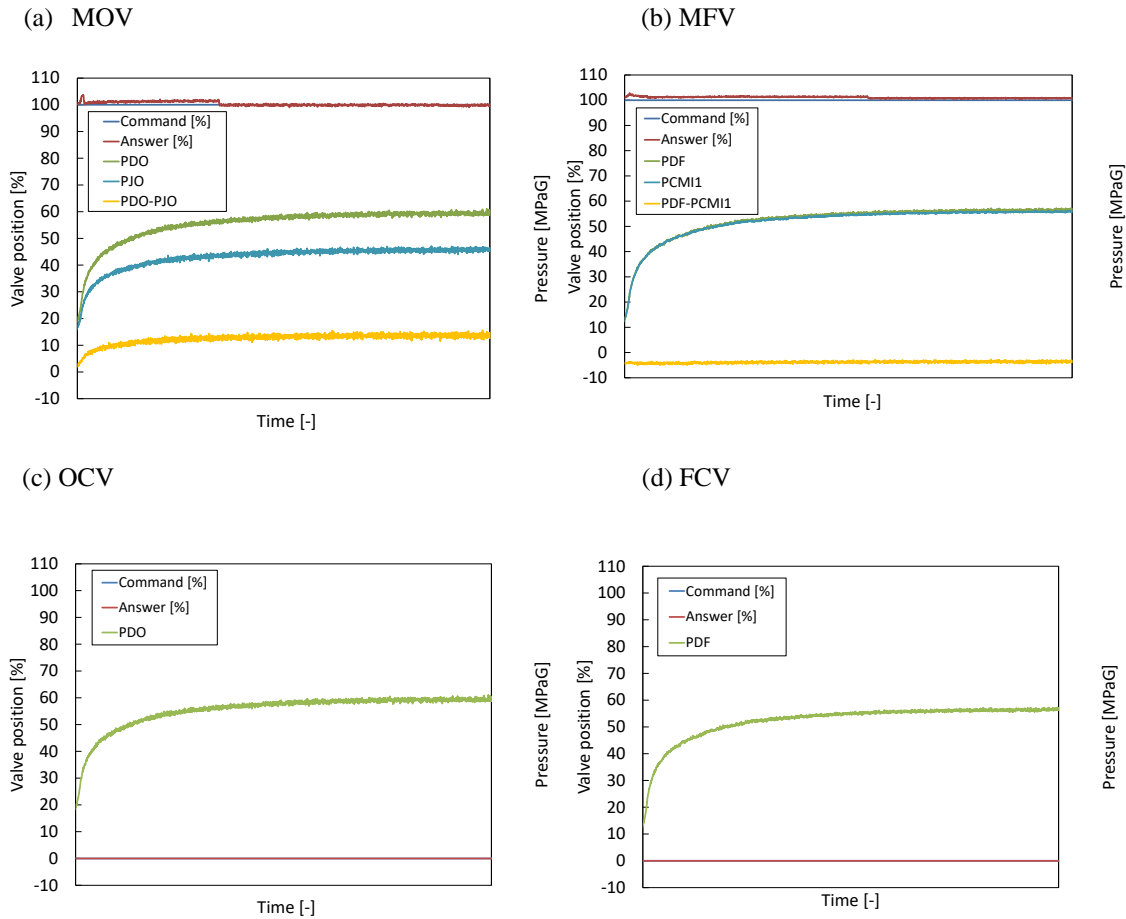 (a) MOV
(b) MFV
110
100
90
80
70
60
50
40
30
20
10
0
-10
Valve position [%]
Command [%]
Answer [%]
PDO
PJO
PDO-PJO
Time [-]
Pressure [MPaG]
110
100
90
80
70
60
50
40
30
20
10
0
-10
Valve position [%]
Command [%]
Answer [%]
PDF
PCMI1
PDF-PCMI1
Time [-]
Pressure [MPaG]
(c) OCV
(d) FCV
110
100
90
80
70
60
50
40
30
20
10
0
-10
Valve position [%]
Command [%]
Answer [%]
PDO
Time [-]
Pressure [MPaG]
110
100
90
80
70
60
50
40
30
20
10
0
-10
Valve position [%]
Command [%]
Answer [%]
PDF
Time [-]
Pressure [MPaG]